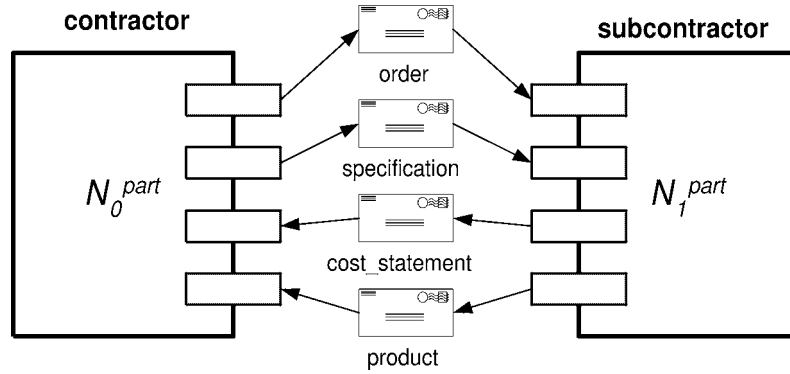 contractor
subcontractor
order
specification
N0part
N1part
cost_statement
product